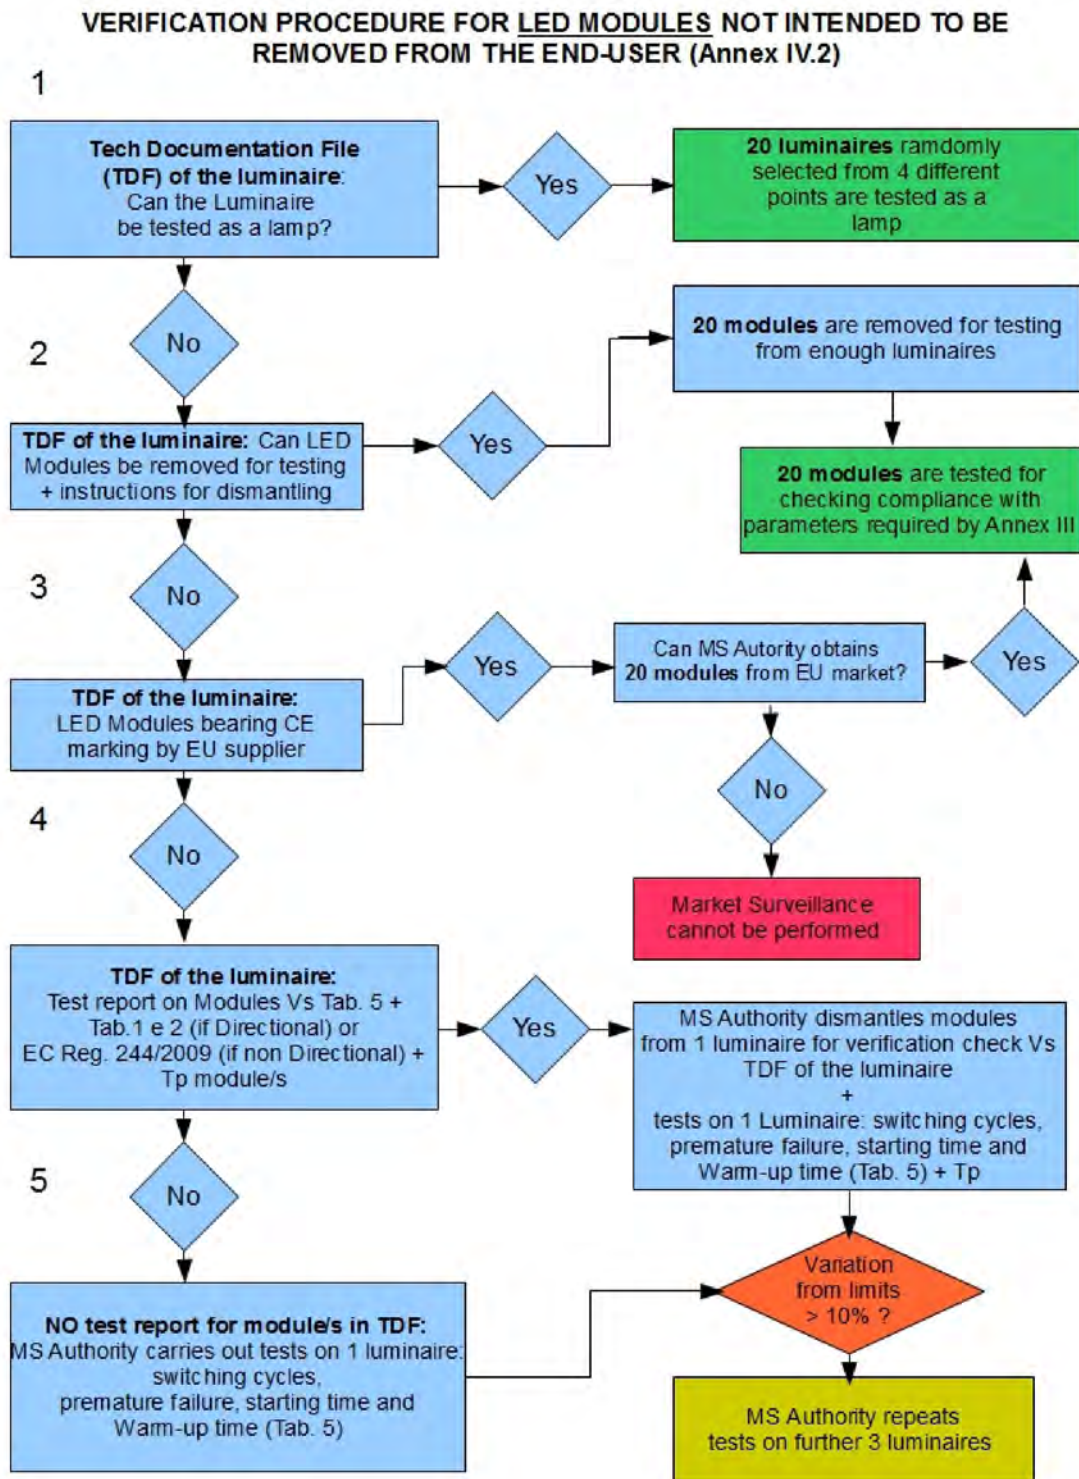 VERIFICATION PROCEDURE FOR LED MODULES NOT INTENDED TO BE
REMOVED FROM THE END-USER (Annex IV.2)
1
Tech Documentation File
(TDF) of the luminaire:
Can the Luminaire
be tested as a lamp?
Yes
20 luminaires ramdomly
selected from 4 different
points are tested as a
lamp
No
2
20 modules are removed for testing
from enough luminaires
TDF of the luminaire: Can LED
Modules be removed for testing
+ instructions for dismantling
Yes
20 modules are tested for
checking compliance with
parameters required by Annex III
No
3
Yes
Can MS Autority obtains
20 modules from EU market?
Yes
TDF of the luminaire:
LED Modules bearing CE
marking by EU supplier
No
4
No
Market Surveillance
cannot be performed
TDF of the luminaire:
Test report on Modules Vs Tab. 5 +
Tab.1 e 2 (if Directional) or
EC Reg. 244/2009 (if non Directional) +
Tp module/s
Yes
MS Authority dismantles modules
from 1 luminaire for verification check Vs
TDF of the luminaire
+
tests on 1 Luminaire: switching cycles,
premature failure, starting time and
Warm-up time (Tab. 5) + Tp
5
No
Variation
from limits
> 10% ?
NO test report for module/s in TDF:
MS Authority carries out tests on 1 luminaire:
switching cycles,
premature failure, starting time and
Warm-up time (Tab. 5)
MS Authority repeats
tests on further 3 luminaires